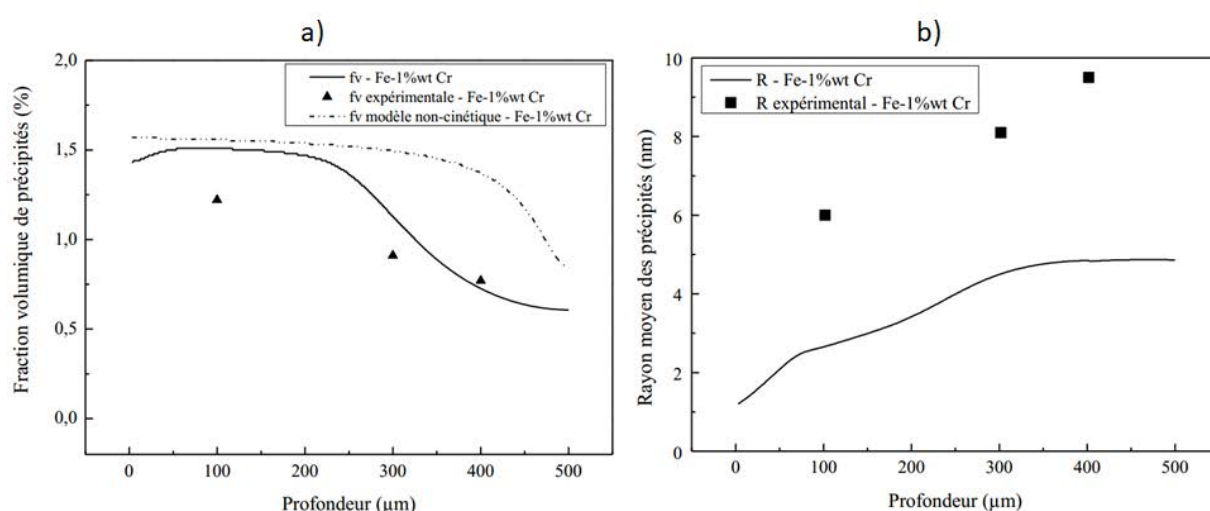 a)
2,0
1,5
1,0
0,5
0,0
Fraction volumique de précipités (%)
fv - Fe-1%wt Cr
fv expérimentale - Fe-1%wt Cr
fv modèle non-cinétique - Fe-1%wt Cr
0 100 200 300 400 500
Profondeur (µm)
b)
10
8
6
4
2
0
Rayon moyen des précipités (nm)
R - Fe-1%wt Cr
R expérimental - Fe-1%wt Cr
0 100 200 300 400 500
Profondeur (µm)